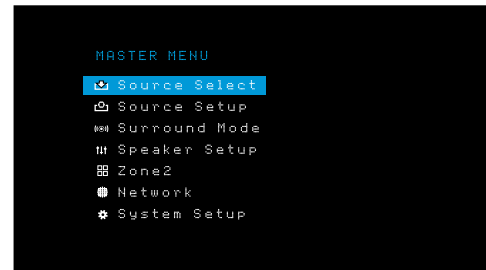 MASTER MENU
Source Select
Source Setup
Surround Mode
Speaker Setup
Zone2
Network
System Setup